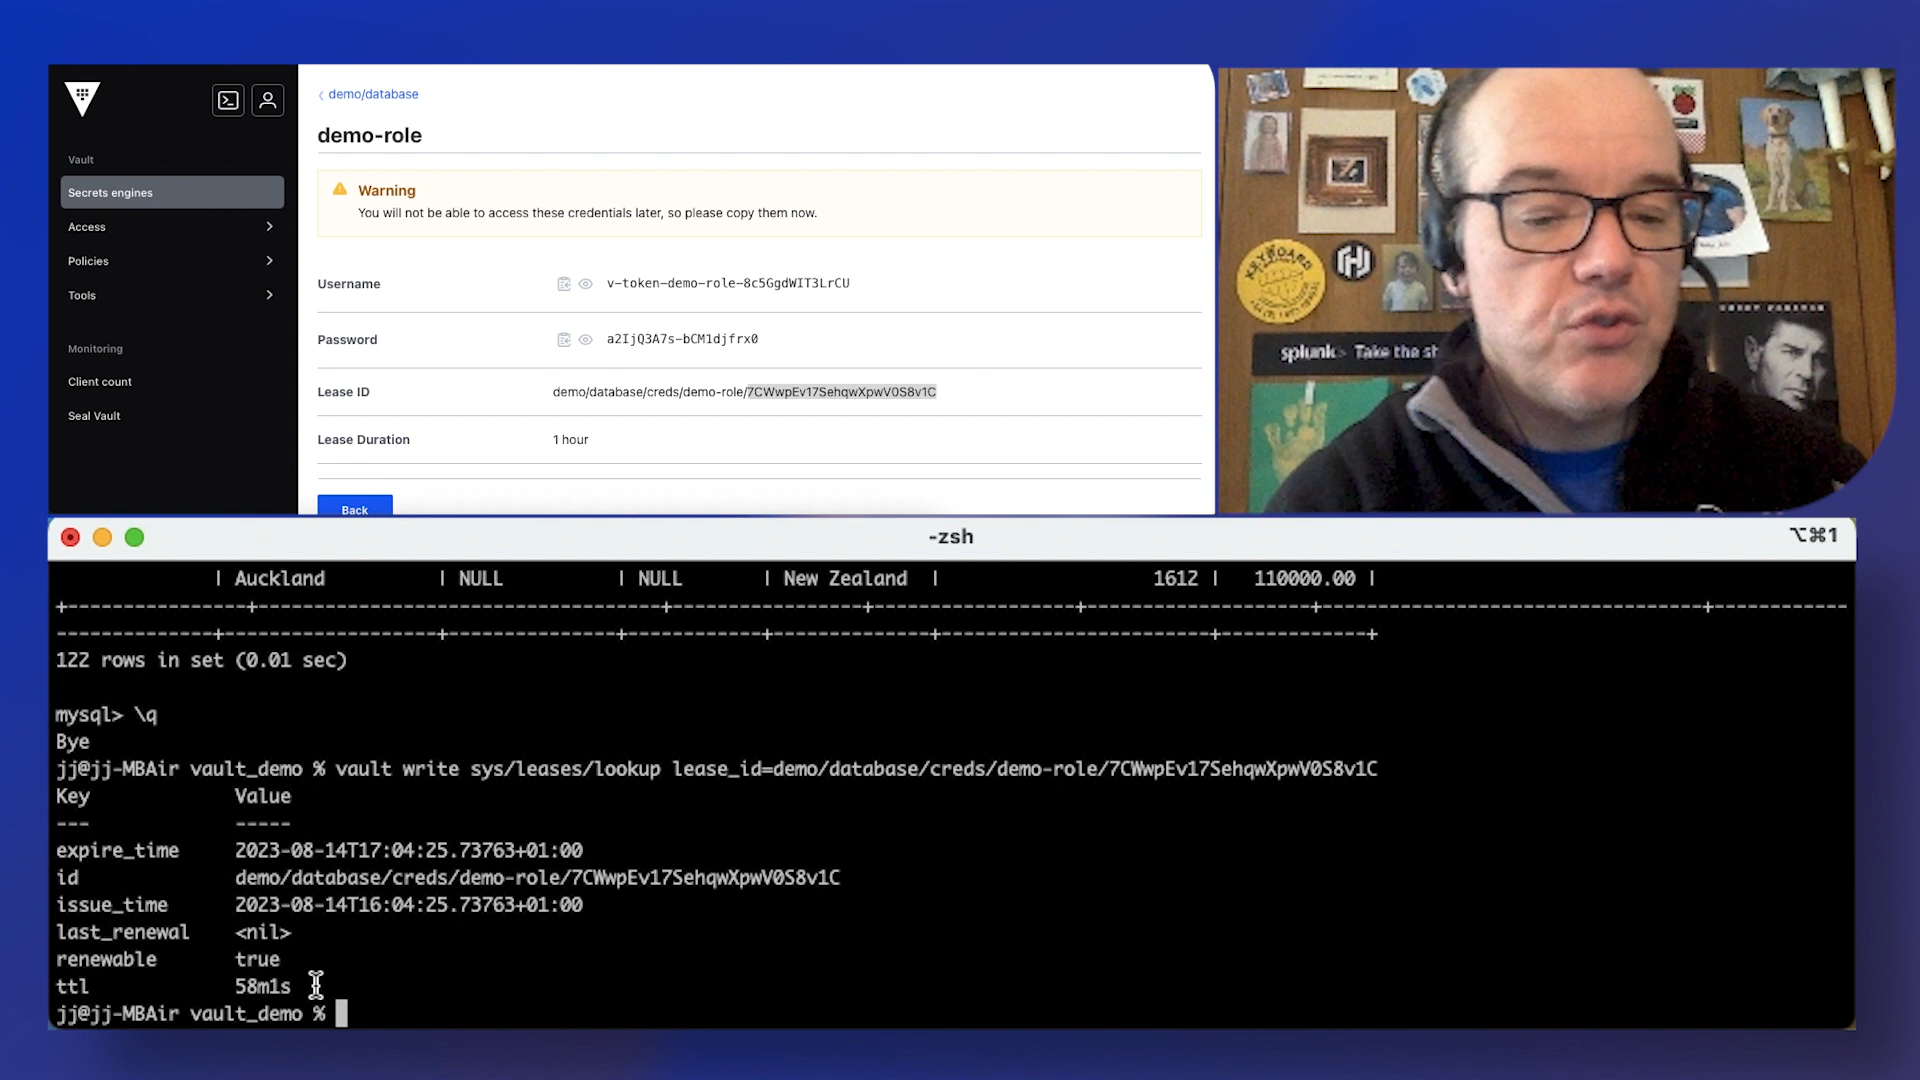 demo/database
demo-role
Vault
Secrets engines
Access
Policies
Tools
Monitoring
Client count
Seal Vault
Warning
You will not be able to access these credentials later, so please copy them now.
Username v-token-demo-role-8c5GgdWIT3LrCU
Password a2IjQ3A7s-bCM1djfrx0
Lease ID demo/database/creds/demo-role/7CWwpEv17SehqwXpwV0S8v1C
Lease Duration 1 hour
Back
KEYBOARD
splunk> Take the sh
-zsh
⌥⌘1
| Auckland | NULL | NULL | New Zealand | 1612 | 110000.00 |
122 rows in set (0.01 sec)
mysql> \q
Bye
jj@jj-MBAir vault_demo % vault write sys/leases/lookup lease_id=demo/database/creds/demo-role/7CWwpEv17SehqwXpwV0S8v1C
Key Value
--- -----
expire_time 2023-08-14T17:04:25.73763+01:00
id demo/database/creds/demo-role/7CWwpEv17SehqwXpwV0S8v1C
issue_time 2023-08-14T16:04:25.73763+01:00
last_renewal <nil>
renewable true
ttl 58m1s
jj@jj-MBAir vault_demo %